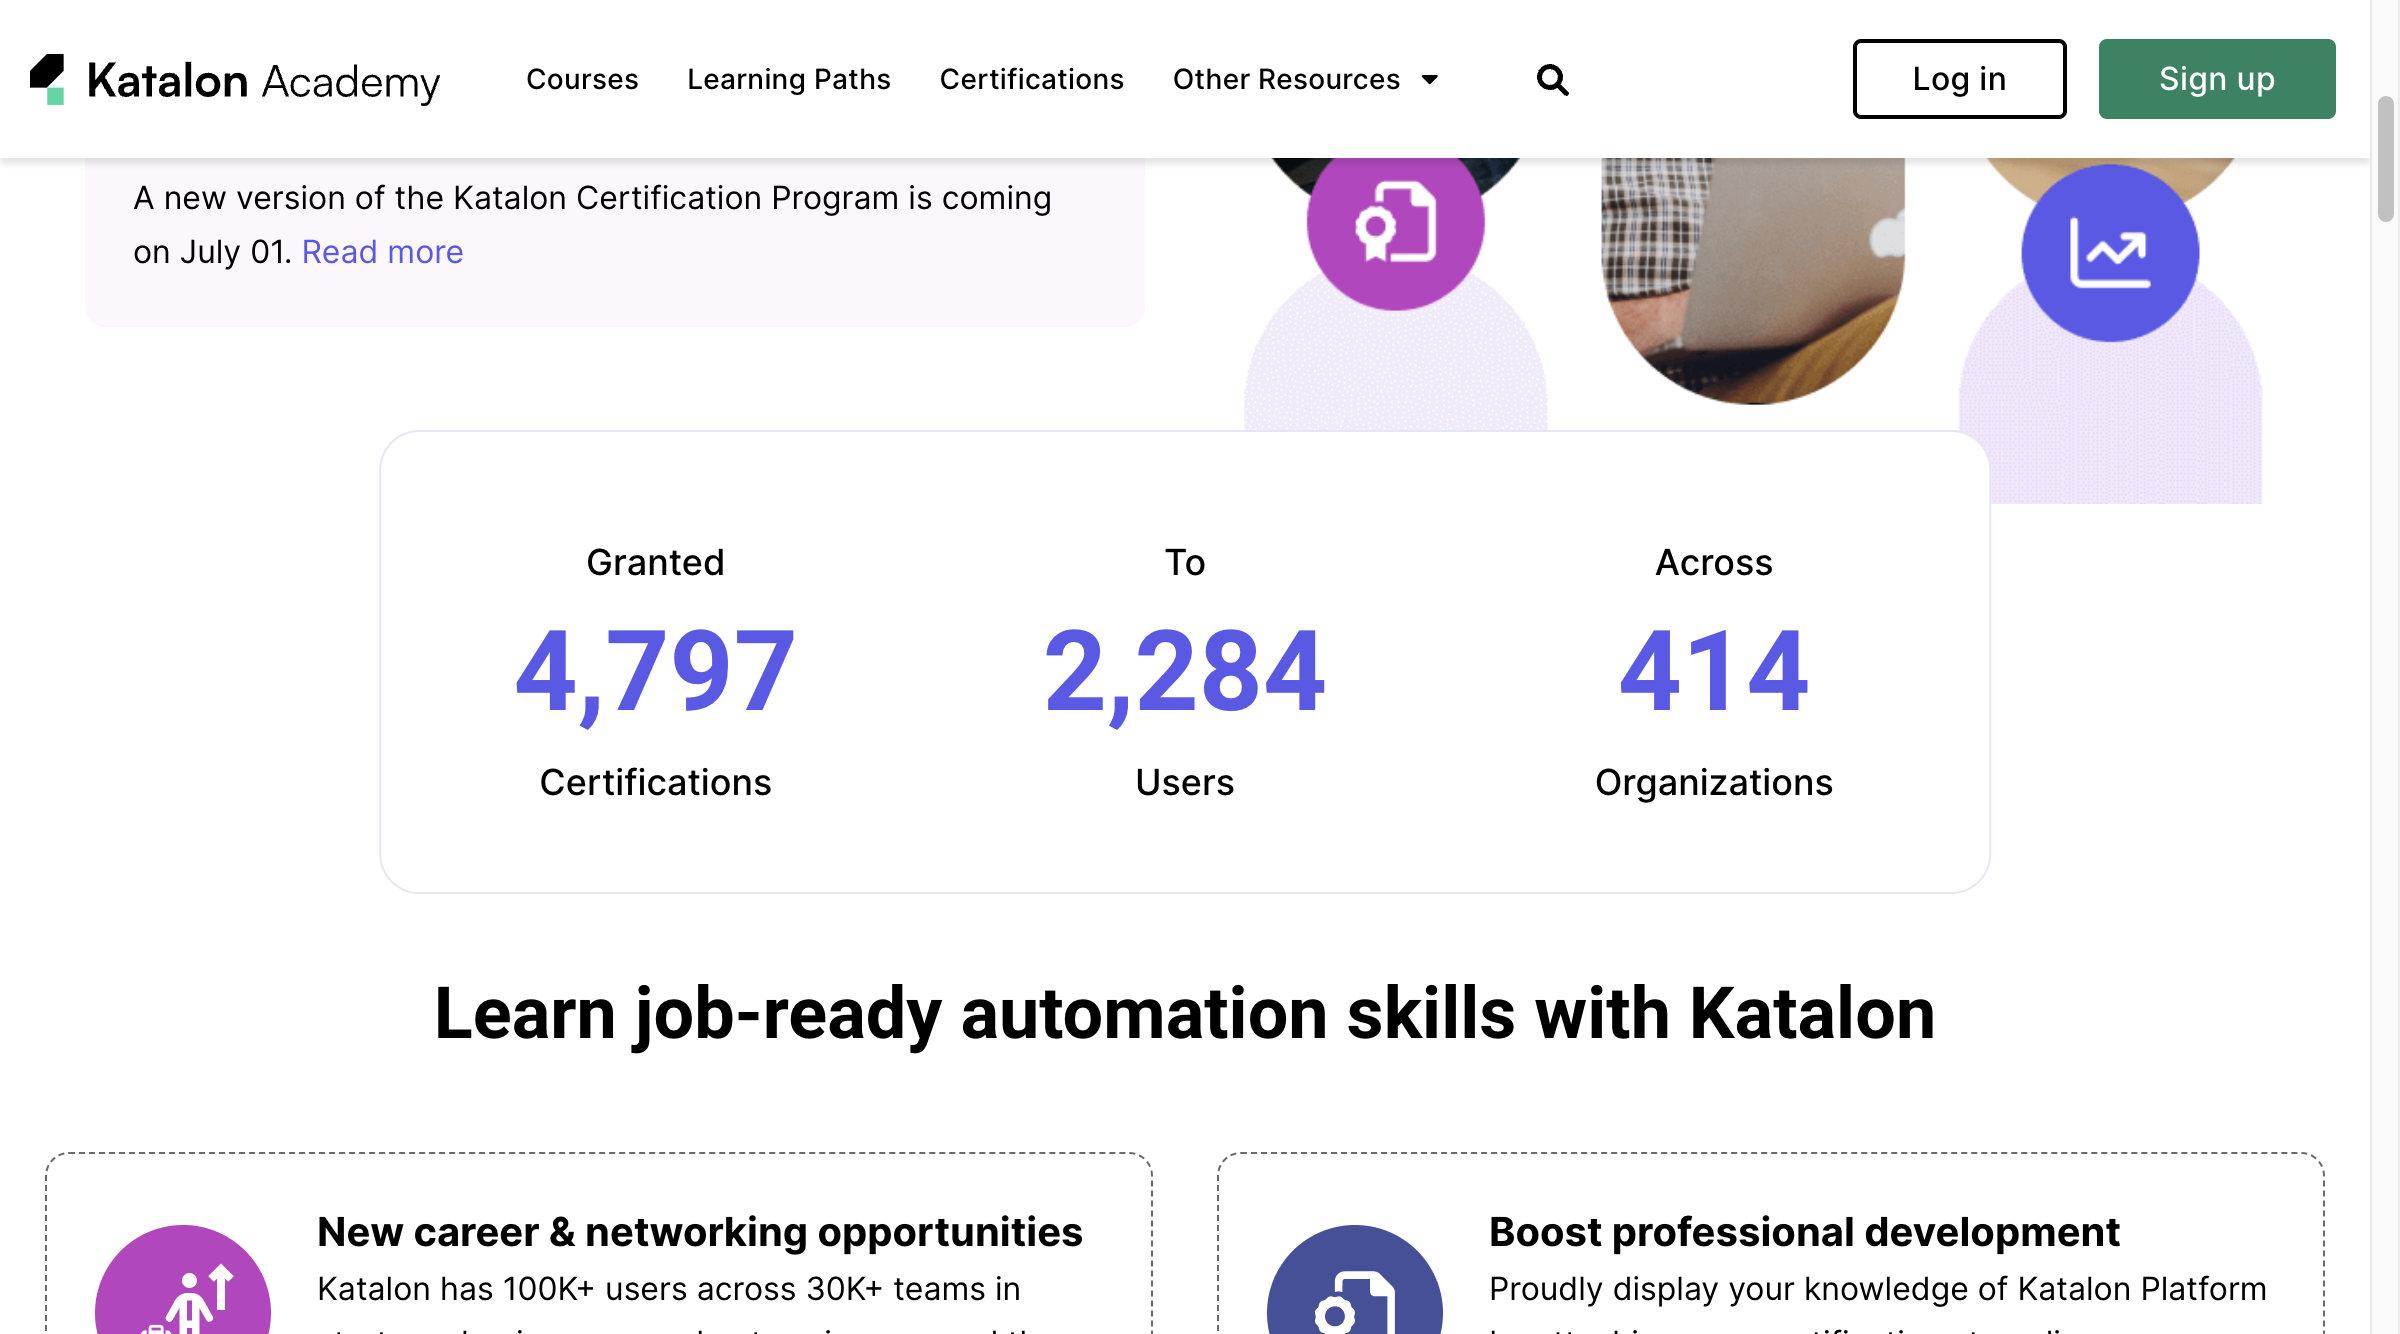 Katalon Academy
Courses
Learning Paths
Certifications
Other Resources
Log in
Sign up
A new version of the Katalon Certification Program is coming
on July 01. Read more
Granted
4,797
Certifications
To
2,284
Users
Across
414
Organizations
Learn job-ready automation skills with Katalon
New career & networking opportunities
Katalon has 100K+ users across 30K+ teams in
Boost professional development
Proudly display your knowledge of Katalon Platform